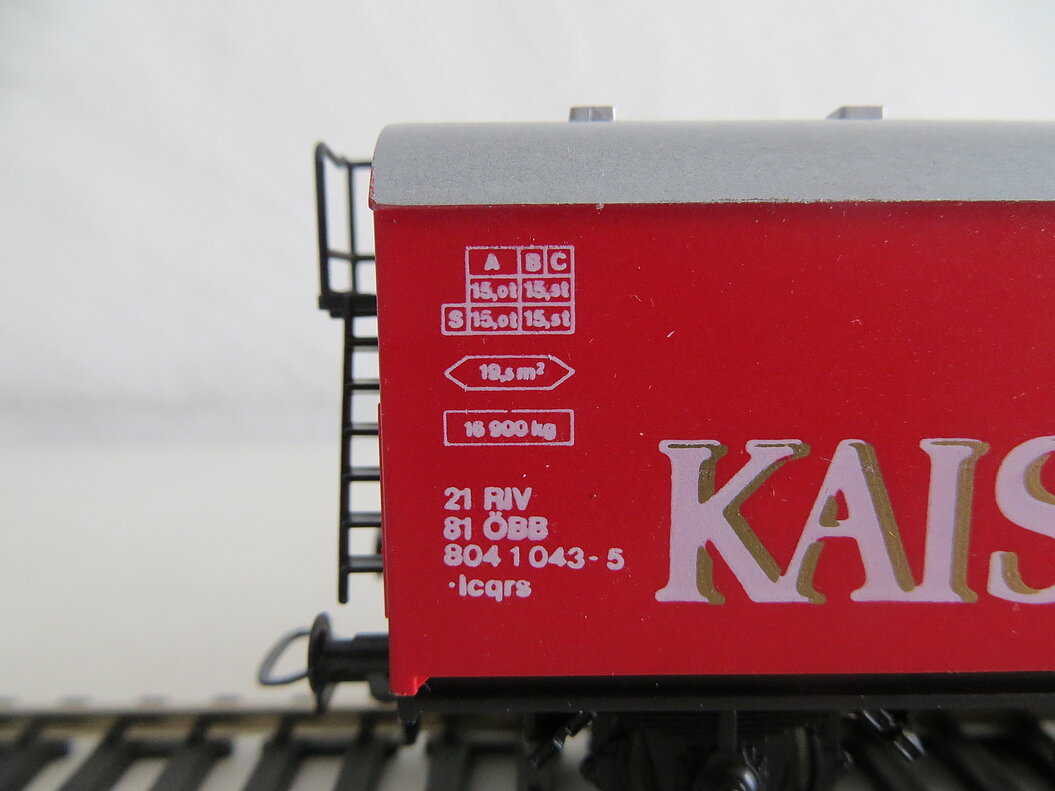 A B C
15,0t 15,5t
S 15,0t 15,5t
19,5 m²
16 900 kg
21 RIV
81 ÖBB
804 1 043-5
·Icqrs
KAIS